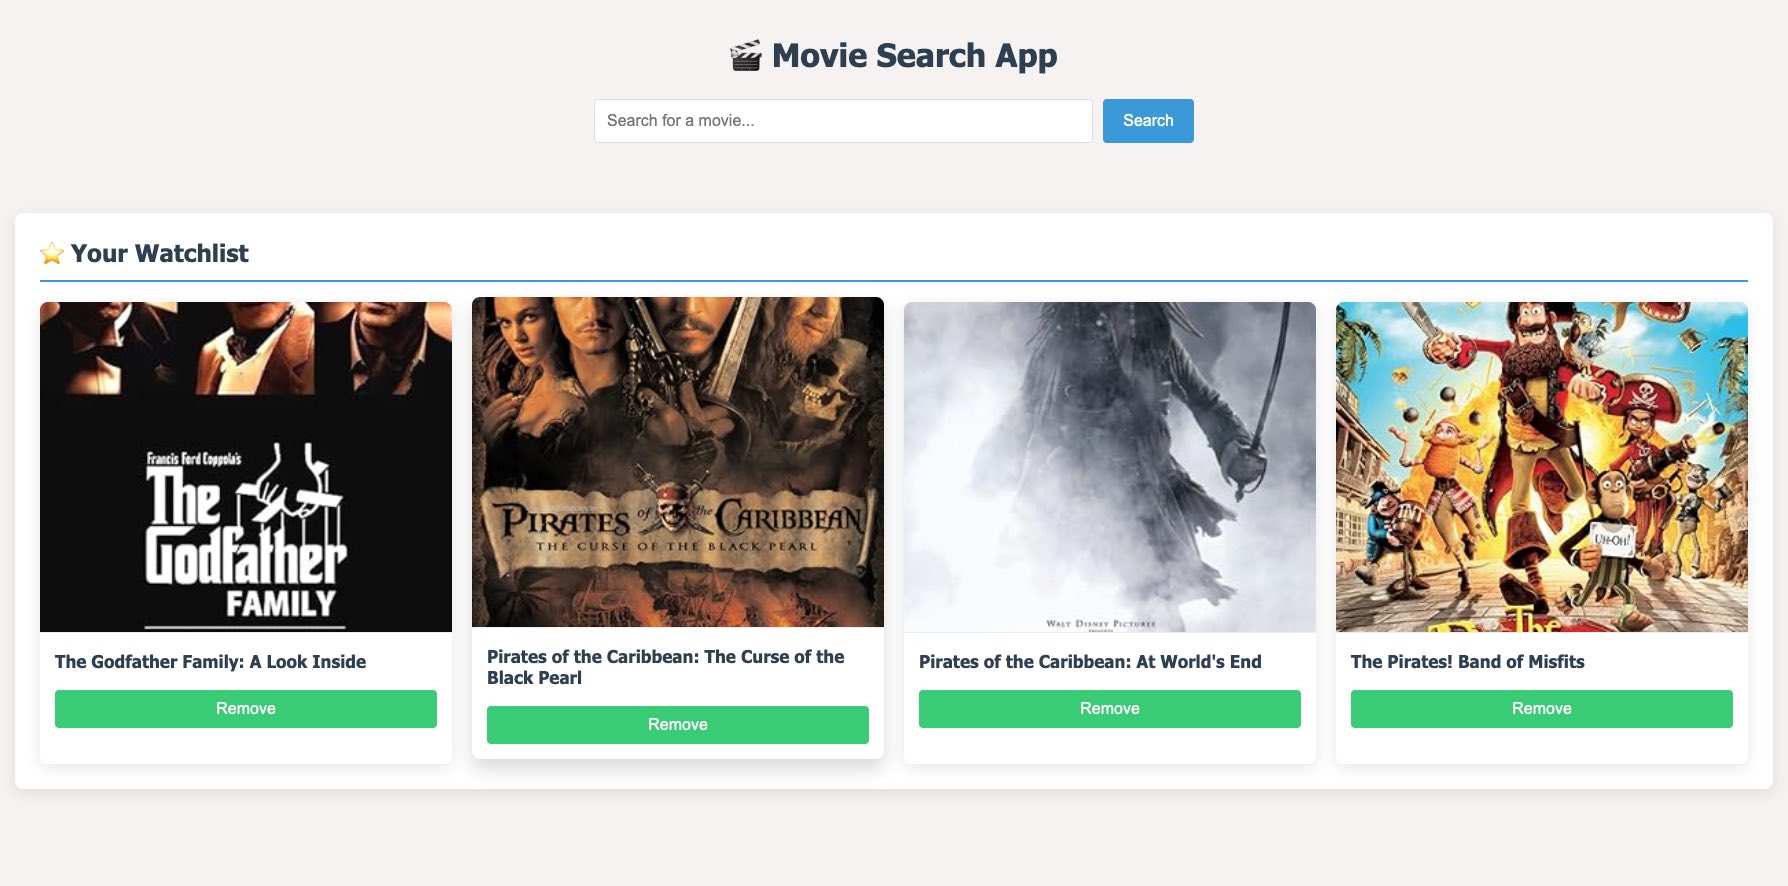 🎬 Movie Search App
Search for a movie...
Search
⭐ Your Watchlist
Francis Ford Coppola's
The
Godfather
FAMILY
The Godfather Family: A Look Inside
Remove
PIRATES of the CARIBBEAN
THE CURSE OF THE BLACK PEARL
Pirates of the Caribbean: The Curse of the
Black Pearl
Remove
WALT DISNEY PICTURES
PRESENTS
Pirates of the Caribbean: At World's End
Remove
TNT
UH-OH!
The
The Pirates! Band of Misfits
Remove